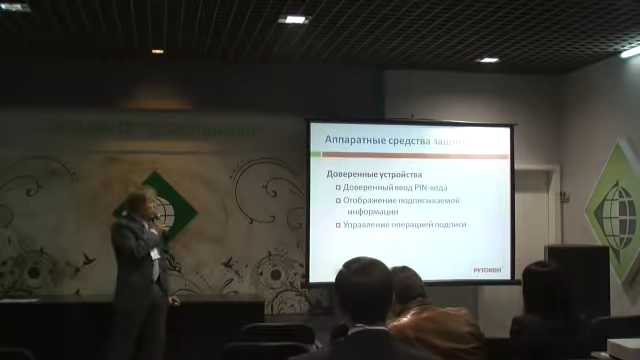 Аппаратные средства защиты
Доверенные устройства
Доверенный ввод PIN-кода
Отображение подписываемой
информации
Управление операцией подписи
РУТОКЕН